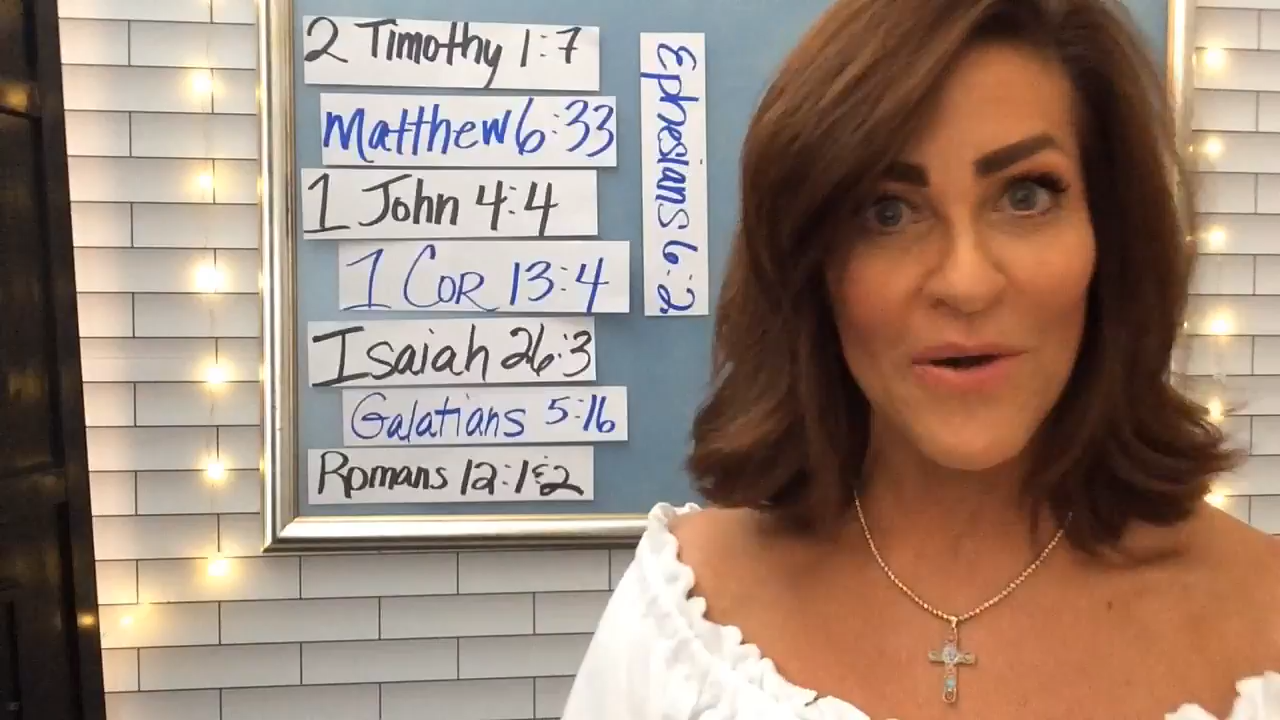 2 Timothy 1:7
Matthew 6:33
1 John 4:4
1 COR 13:4
Isaiah 26:3
Galatians 5:16
Romans 12:1&2
Ephesians 6:2